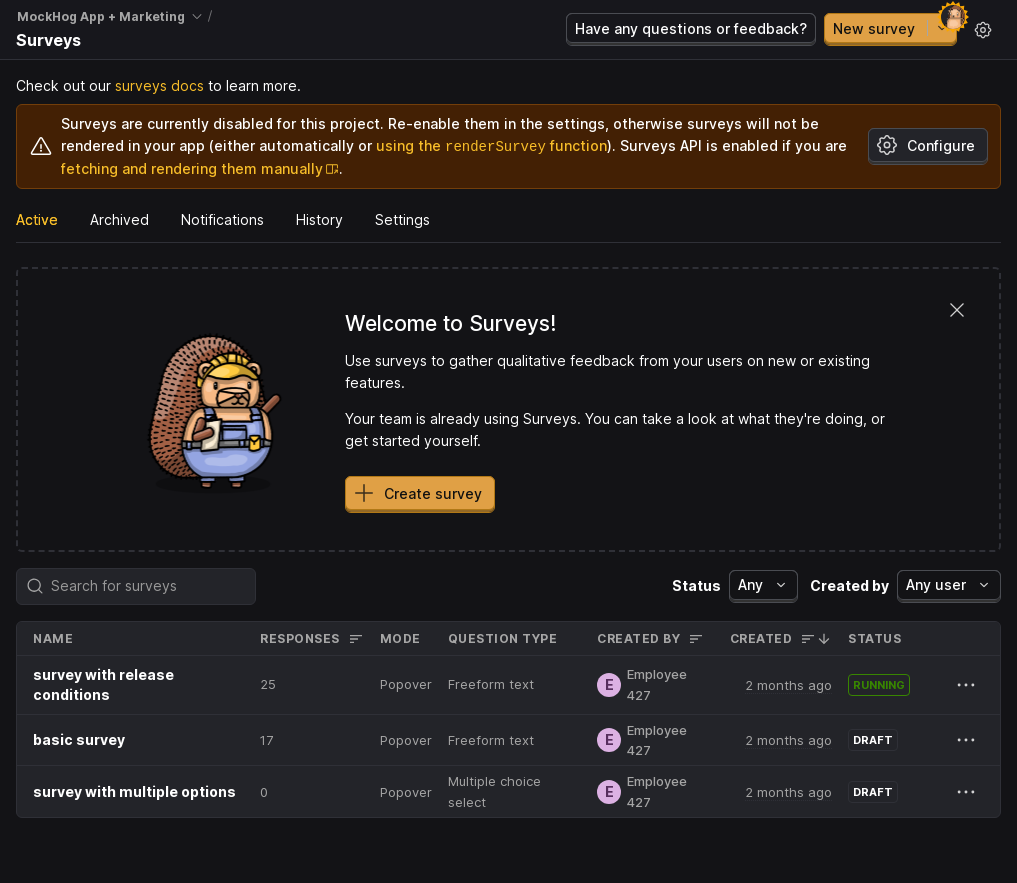 MockHog App + Marketing /
Surveys
Have any questions or feedback?
New survey
Check out our surveys docs to learn more.
Surveys are currently disabled for this project. Re-enable them in the settings, otherwise surveys will not be
rendered in your app (either automatically or using the renderSurvey function). Surveys API is enabled if you are
fetching and rendering them manually.
Configure
Active Archived Notifications History Settings
Welcome to Surveys!
Use surveys to gather qualitative feedback from your users on new or existing
features.
Your team is already using Surveys. You can take a look at what they're doing, or
get started yourself.
Create survey
Search for surveys
Status Any Created by Any user
NAME RESPONSES MODE QUESTION TYPE CREATED BY CREATED STATUS
survey with release
conditions
25 Popover Freeform text E Employee
427
2 months ago RUNNING
basic survey 17 Popover Freeform text E Employee
427
2 months ago DRAFT
survey with multiple options 0 Popover Multiple choice
select
E Employee
427
2 months ago DRAFT